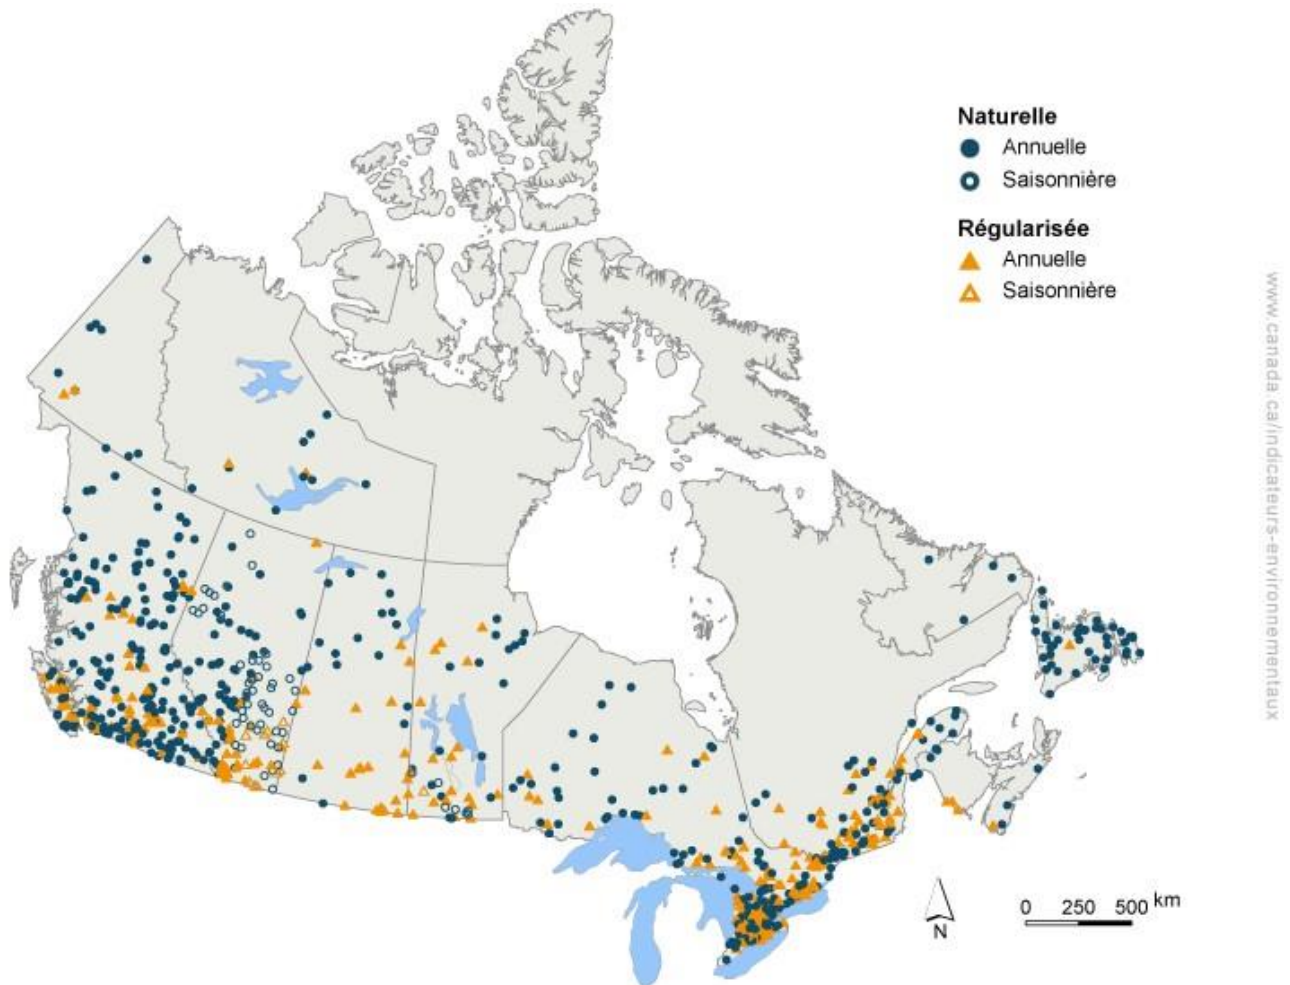 Naturelle
Annuelle
Saisonnière
Régularisée
Annuelle
Saisonnière
www.canada.ca/indicateurs-environnementaux
N
0 250 500 km